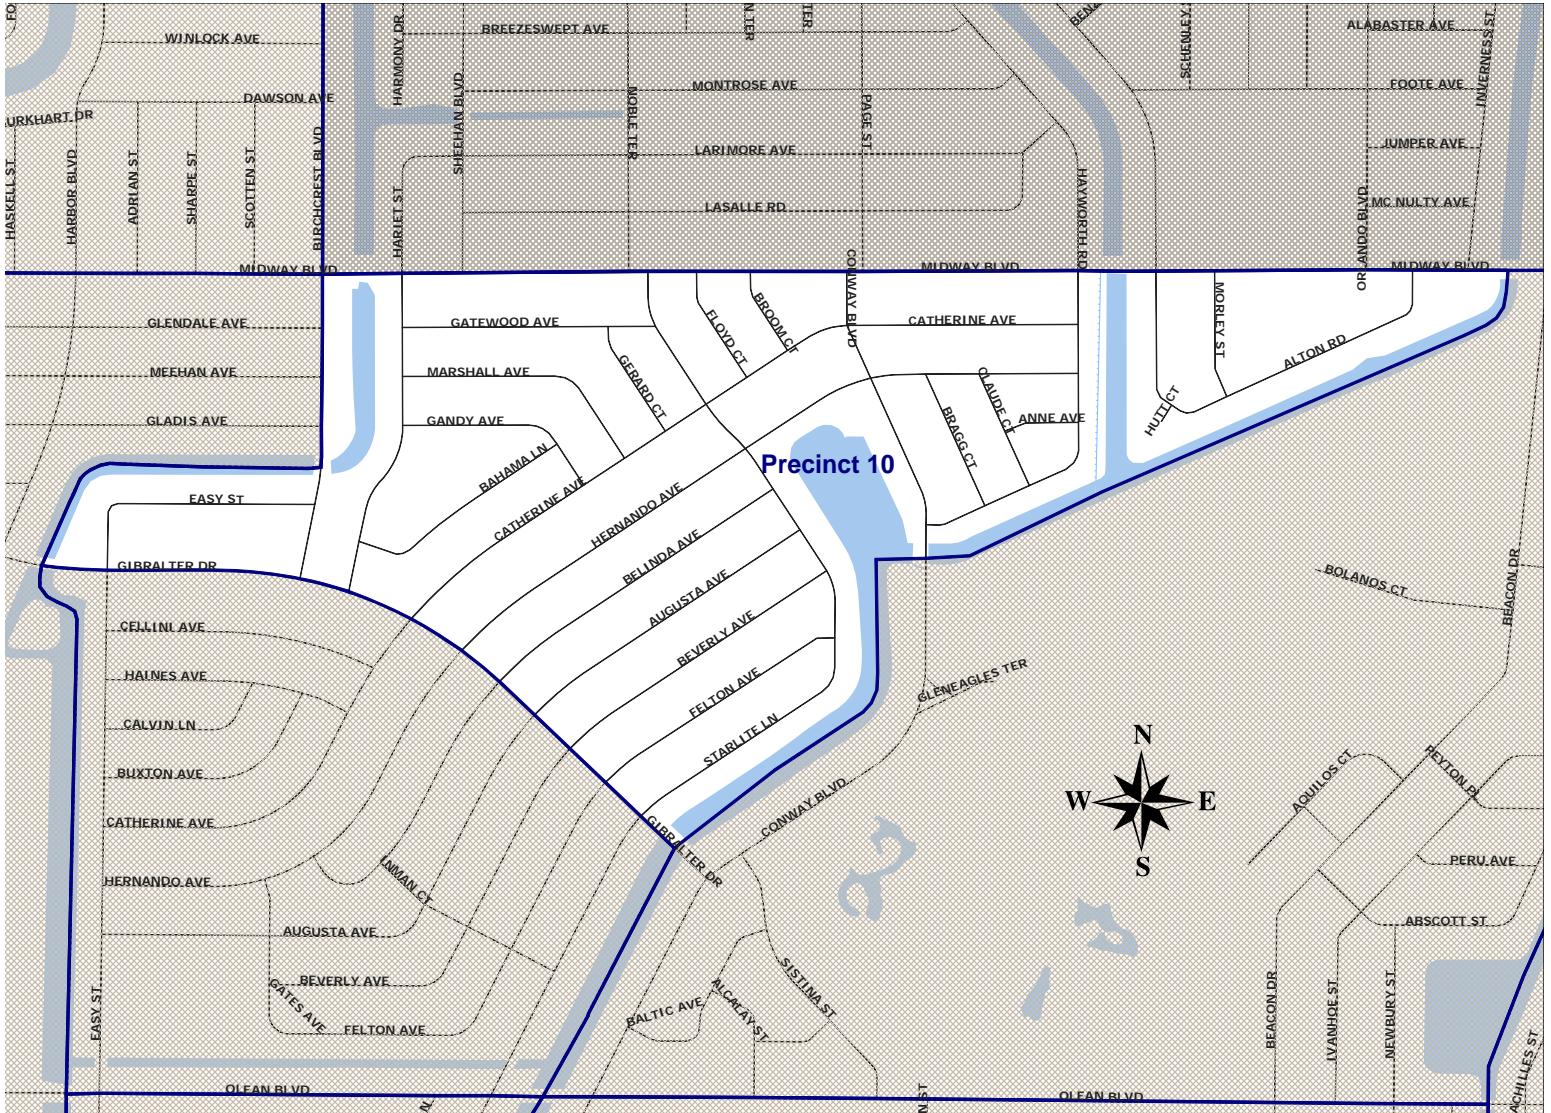 WINLOCK AVE
DAWSON AVE
URKHART DR
HASKELL ST
HARBOR BLVD
ADRIAN ST
SHARPE ST
SCOTTEN ST
BIRCHCREST BLVD
HARMONY DR
BREEZESWEPT AVE
N TER
TER
SHEEHAN BLVD
MONTROSE AVE
NOBLE TER
PAGE ST
LARIMORE AVE
LASALLE RD
HARIET ST
HAYWORTH RD
SCHENLEY
ALABASTER AVE
INVERNESS ST
FOOTE AVE
JUMPER AVE
MC NULTY AVE
ORLANDO BLVD
MIDWAY BLVD
MIDWAY BLVD
MIDWAY BLVD
GLENDALE AVE
MEEHAN AVE
GLADIS AVE
GATEWOOD AVE
MARSHALL AVE
GANDY AVE
BAHAMA LN
GERARD CT
FLOYD CT
BROOM CT
CONWAY BLVD
CATHERINE AVE
CLAUDE CT
BRAGG CT
ANNE AVE
MORLEY ST
HUTT CT
ALTON RD
Precinct 10
EASY ST
GIBRALTER DR
CATHERINE AVE
HERNANDO AVE
BELINDA AVE
AUGUSTA AVE
BEVERLY AVE
FELTON AVE
STARLITE LN
BOLANOS CT
BEACON DR
CELLINI AVE
HAINES AVE
CALVIN LN
BUXTON AVE
CATHERINE AVE
HERNANDO AVE
INMAN CT
AUGUSTA AVE
BEVERLY AVE
GATES AVE
FELTON AVE
EASY ST
OLEAN BLVD
GIBRALTER DR
CONWAY BLVD
GLENEAGLES TER
N
W
E
S
AQUILOS CT
PEYTON PL
PERU AVE
ABSCOTT ST
SISTINA ST
BALTIC AVE
ALCALAY ST
BEACON DR
IVANHOE ST
NEWBURY ST
ACHILLES ST
OLEAN BLVD
N ST
N